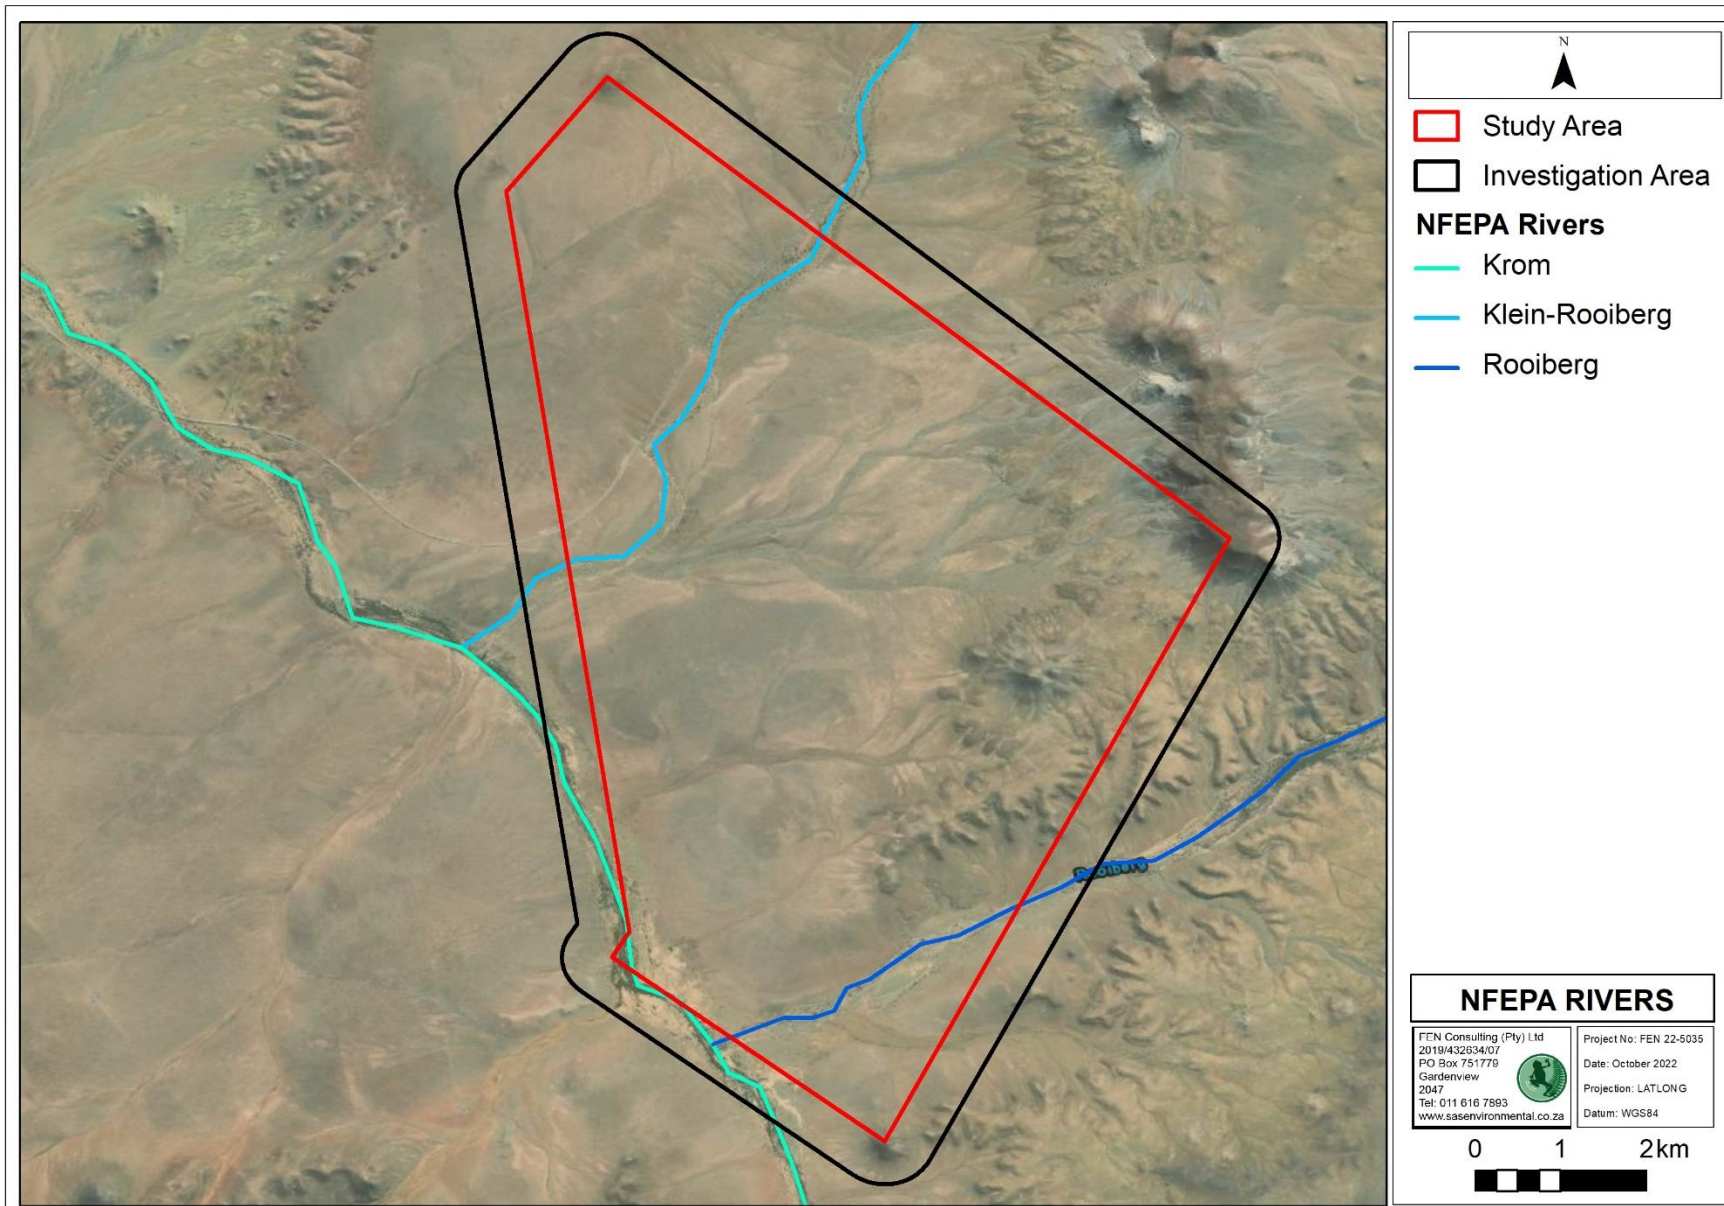 N
Study Area
Investigation Area
NFEPA Rivers
Krom
Klein-Rooiberg
Rooiberg
Rooiberg
NFEPA RIVERS
FEN Consulting (Pty) Ltd
2019/432634/07
PO Box 751779
Gardenview
2047
Tel: 011 616 7893
www.sasenvironmental.co.za
Project No: FEN 22-5035
Date: October 2022
Projection: LATLONG
Datum: WGS84
0 1 2km